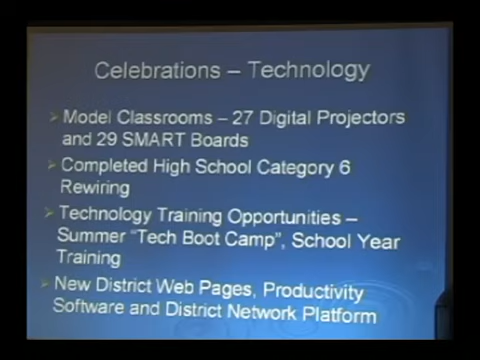 Celebrations – Technology
➢ Model Classrooms – 27 Digital Projectors
and 29 SMART Boards
➢ Completed High School Category 6
Rewiring
➢ Technology Training Opportunities –
Summer "Tech Boot Camp", School Year
Training
➢ New District Web Pages, Productivity
Software and District Network Platform